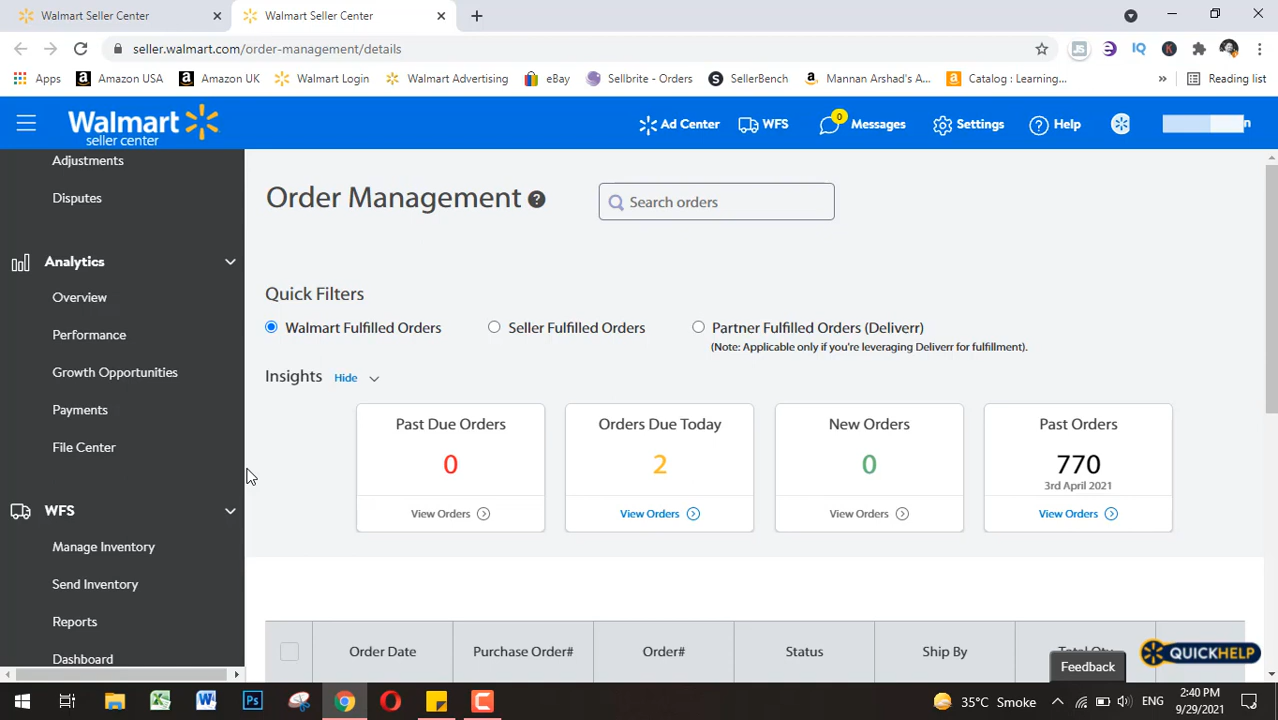 Walmart Seller Center
Walmart Seller Center
seller.walmart.com/order-management/details
Apps
Amazon USA
Amazon UK
Walmart Login
Walmart Advertising
eBay
Sellbrite - Orders
SellerBench
Mannan Arshad's A...
Catalog : Learning...
»
Reading list
Walmart
seller center
Ad Center
WFS
0
Messages
Settings
Help
Adjustments
Disputes
Analytics
Overview
Performance
Growth Opportunities
Payments
File Center
WFS
Manage Inventory
Send Inventory
Reports
Dashboard
Order Management
Search orders
Quick Filters
Walmart Fulfilled Orders
Seller Fulfilled Orders
Partner Fulfilled Orders (Deliverr)
(Note: Applicable only if you're leveraging Deliverr for fulfillment).
Insights Hide
Past Due Orders
0
View Orders
Orders Due Today
2
View Orders
New Orders
0
View Orders
Past Orders
770
3rd April 2021
View Orders
Order Date
Purchase Order#
Order#
Status
Ship By
Feedback
QUICKHELP
35°C Smoke
ENG
2:40 PM
9/29/2021